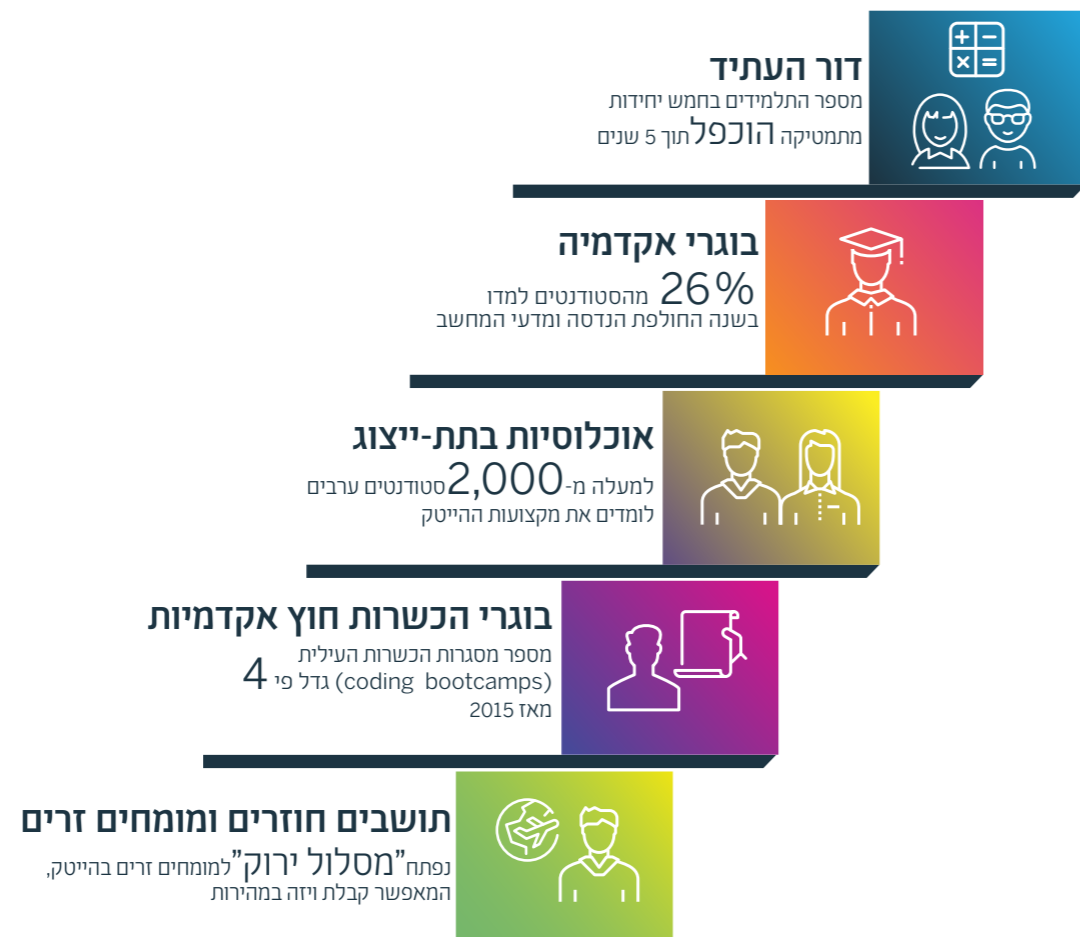 דור העתיד
מספר התלמידים בחמש יחידות
מתמטיקה הוכפל תוך 5 שנים
בוגרי אקדמיה
26% מהסטודנטים למדו
בשנה החולפת הנדסה ומדעי המחשב
אוכלוסיות בתת-ייצוג
למעלה מ-2,000 סטודנטים ערבים
לומדים את מקצועות ההייטק
בוגרי הכשרות חוץ אקדמיות
מספר מסגרות הכשרות העילית
(coding bootcamps) גדל פי 4
מאז 2015
תושבים חוזרים ומומחים זרים
נפתח "מסלול ירוק" למומחים זרים בהייטק,
המאפשר קבלת ויזה במהירות